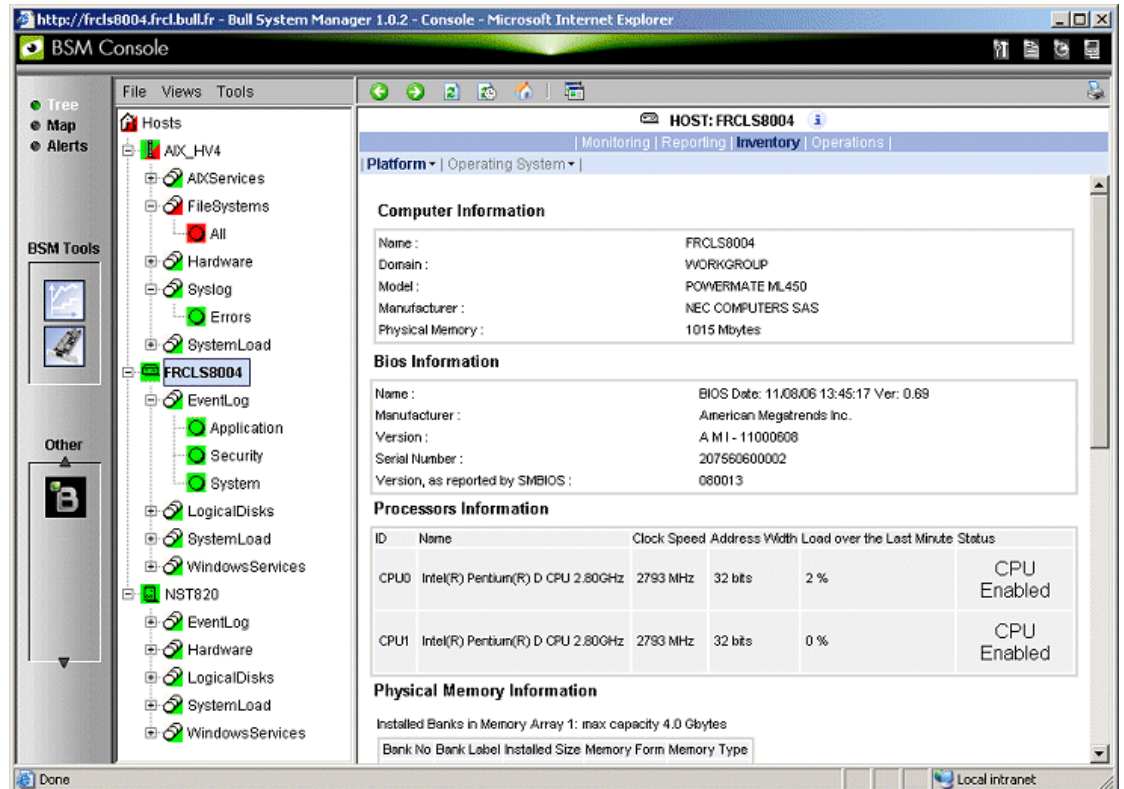 http://frcls8004.frcl.bull.fr - Bull System Manager 1.0.2 - Console - Microsoft Internet Explorer
BSM Console
Tree
Map
Alerts
BSM Tools
Other
File Views Tools
Hosts
AIX_HV4
AIXServices
FileSystems
All
Hardware
Syslog
Errors
SystemLoad
FRCLS8004
EventLog
Application
Security
System
LogicalDisks
SystemLoad
WindowsServices
NST820
EventLog
Hardware
LogicalDisks
SystemLoad
WindowsServices
HOST: FRCLS8004 i
| Monitoring | Reporting | Inventory | Operations |
| Platform | Operating System |
Computer Information
Name : FRCLS8004
Domain : WORKGROUP
Model : POWERMATE ML450
Manufacturer : NEC COMPUTERS SAS
Physical Memory : 1015 Mbytes
Bios Information
Name : BIOS Date: 11/08/06 13:45:17 Ver: 0.69
Manufacturer : American Megatrends Inc.
Version : A M I - 11000608
Serial Number : 207560600002
Version, as reported by SMBIOS : 080013
Processors Information
ID Name Clock Speed Address Width Load over the Last Minute Status
CPU0 Intel(R) Pentium(R) D CPU 2.80GHz 2793 MHz 32 bits 2 % CPU Enabled
CPU1 Intel(R) Pentium(R) D CPU 2.80GHz 2793 MHz 32 bits 0 % CPU Enabled
Physical Memory Information
Installed Banks in Memory Array 1: max capacity 4.0 Gbytes
Bank No Bank Label Installed Size Memory Form Memory Type
Done
Local intranet